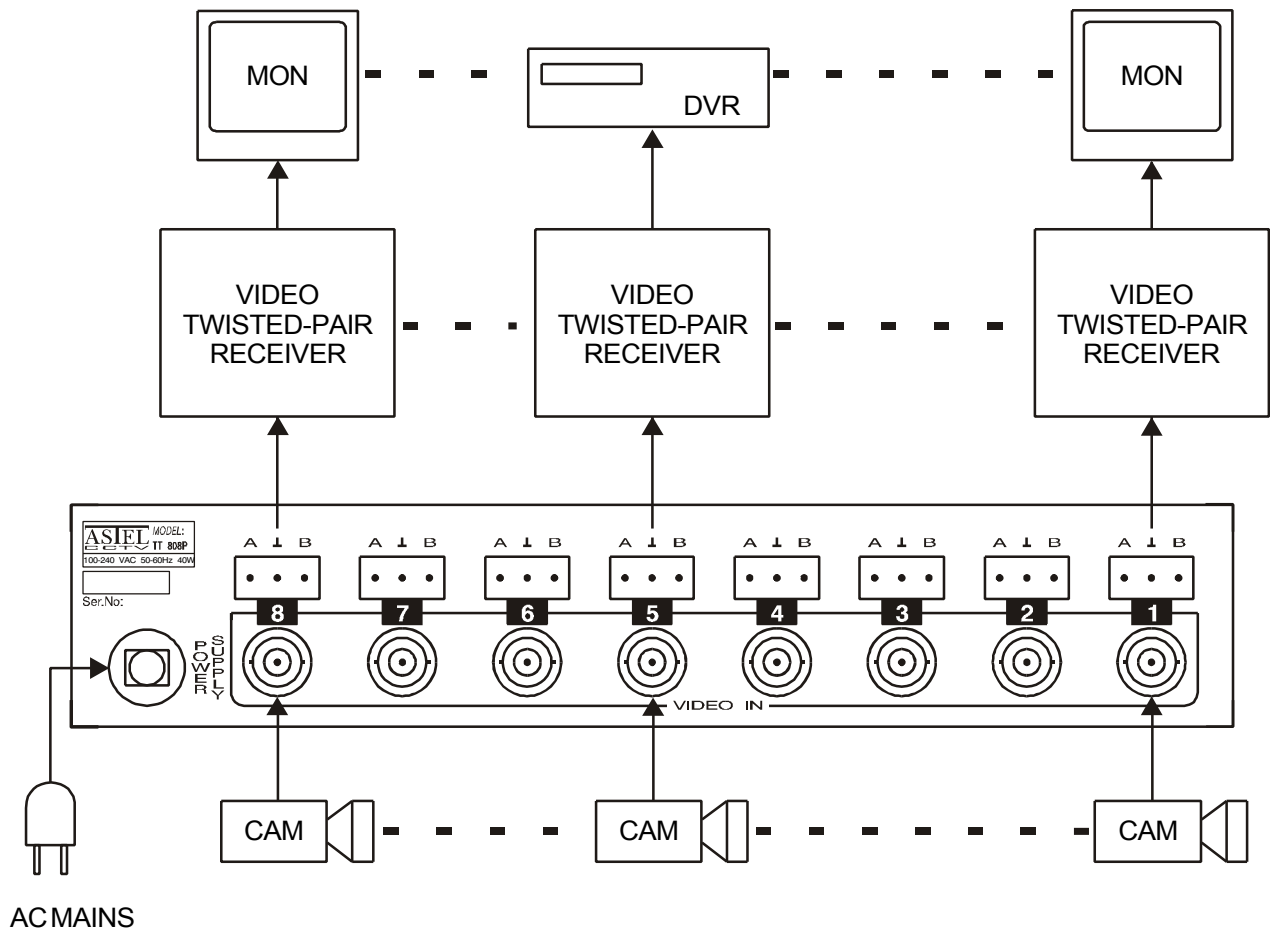 MON
DVR
MON
VIDEO
TWISTED-PAIR
RECEIVER
VIDEO
TWISTED-PAIR
RECEIVER
VIDEO
TWISTED-PAIR
RECEIVER
ASTEL
CCTV
MODEL:
TT 808P
100-240 VAC 50-60Hz 40W
Ser.No:
A ⊥ B A ⊥ B A ⊥ B A ⊥ B A ⊥ B A ⊥ B A ⊥ B A ⊥ B
8 7 6 5 4 3 2 1
POWER
SUPPLY
VIDEO IN
CAM
CAM
CAM
AC MAINS